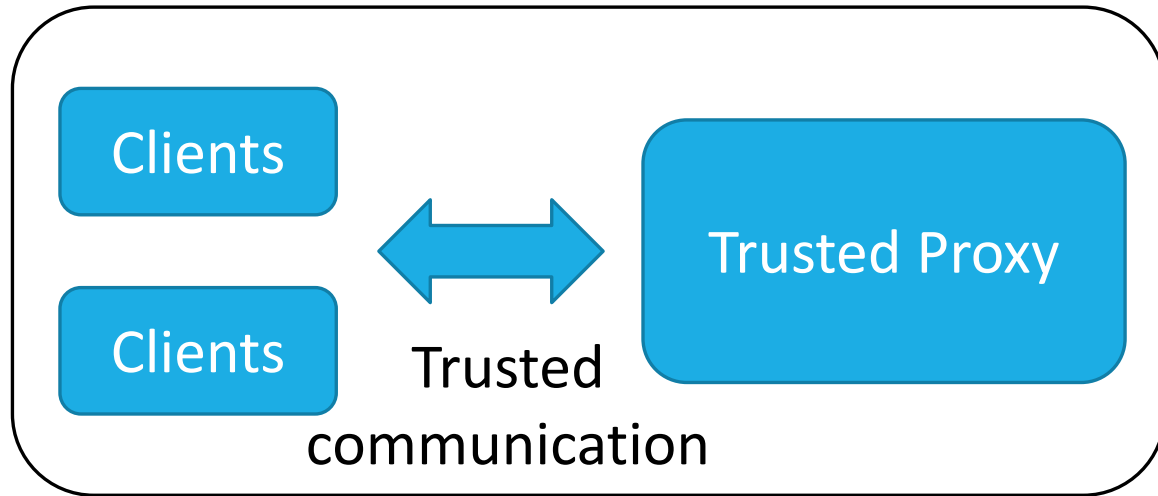 Clients
Trusted Proxy
Clients
Trusted
communication